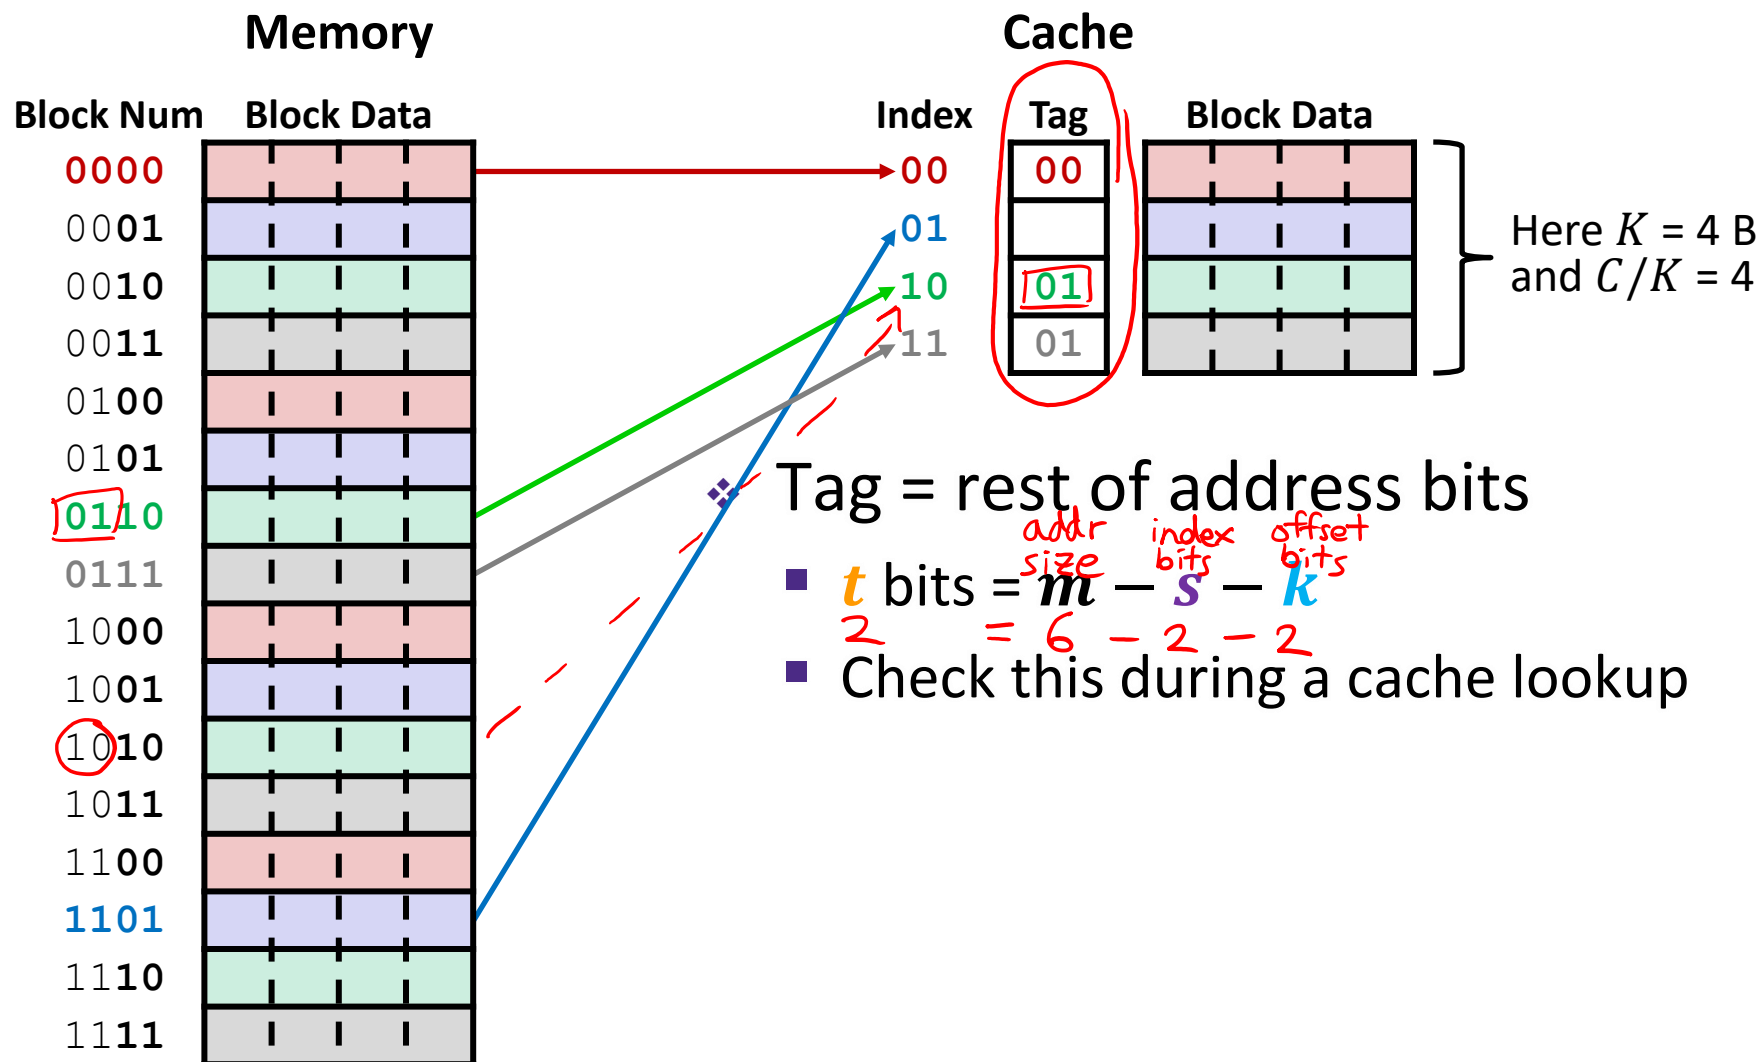 Memory
Cache
Block Num Block Data
Index Tag Block Data
0000
0001
0010
0011
0100
0101
0110
0111
1000
1001
1010
1011
1100
1101
1110
1111
00 00
01
10 01
11 01
Here K = 4 B
and C/K = 4
❖ Tag = rest of address bits
addr size index bits offset bits
■ t bits = m – s – k
2 = 6 – 2 – 2
■ Check this during a cache lookup